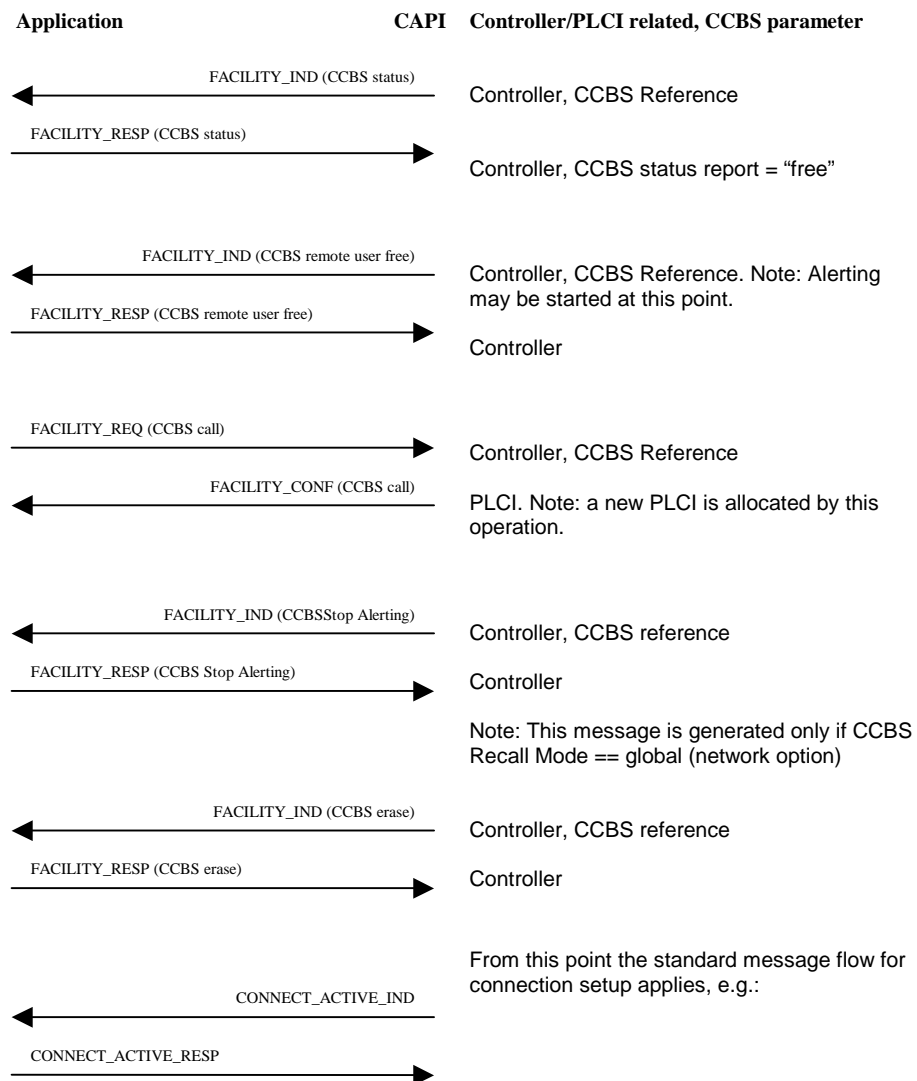 Application CAPI Controller/PLCI related, CCBS parameter
FACILITY_IND (CCBS status)
Controller, CCBS Reference
FACILITY_RESP (CCBS status)
Controller, CCBS status report = “free”
FACILITY_IND (CCBS remote user free)
Controller, CCBS Reference. Note: Alerting
may be started at this point.
FACILITY_RESP (CCBS remote user free)
Controller
FACILITY_REQ (CCBS call)
Controller, CCBS Reference
FACILITY_CONF (CCBS call)
PLCI. Note: a new PLCI is allocated by this
operation.
FACILITY_IND (CCBSStop Alerting)
Controller, CCBS reference
FACILITY_RESP (CCBS Stop Alerting)
Controller
Note: This message is generated only if CCBS
Recall Mode == global (network option)
FACILITY_IND (CCBS erase)
Controller, CCBS reference
FACILITY_RESP (CCBS erase)
Controller
From this point the standard message flow for
connection setup applies, e.g.:
CONNECT_ACTIVE_IND
CONNECT_ACTIVE_RESP